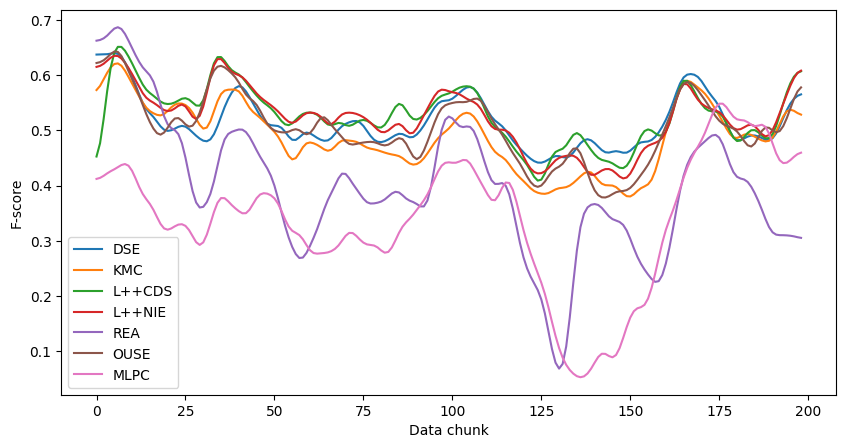 0.7
0.6
0.5
0.4
0.3
0.2
0.1
F-score
DSE
KMC
L++CDS
L++NIE
REA
OUSE
MLPC
0 25 50 75 100 125 150 175 200
Data chunk